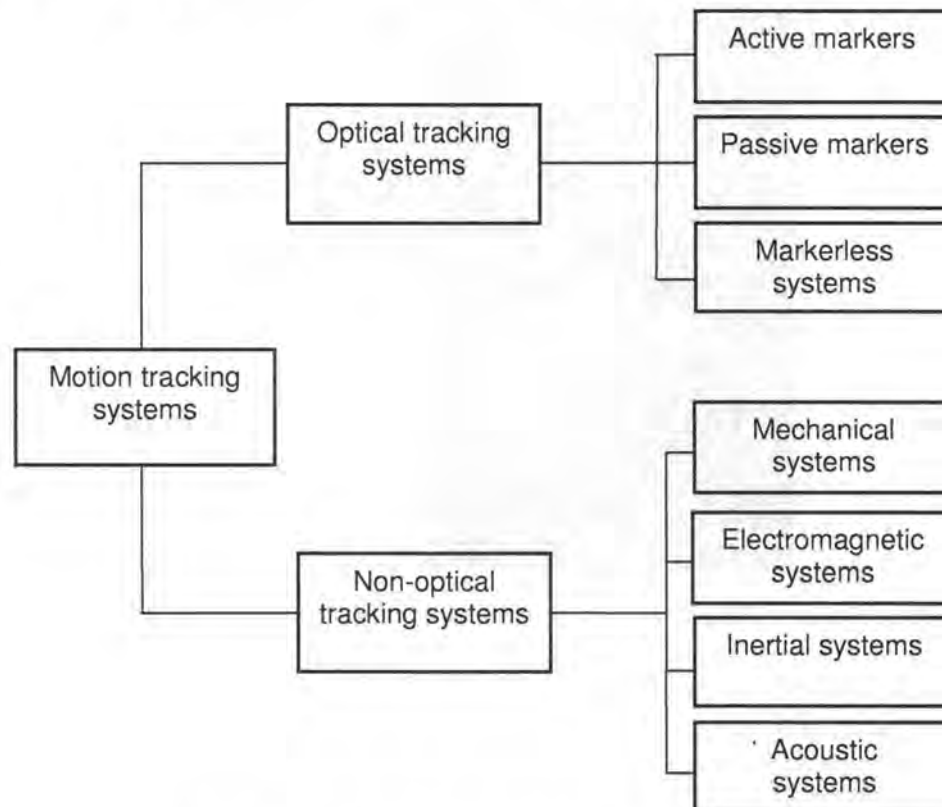 Active markers
Optical tracking
systems
Passive markers
Markerless
systems
Motion tracking
systems
Mechanical
systems
Electromagnetic
systems
Non-optical
tracking systems
Inertial systems
Acoustic
systems